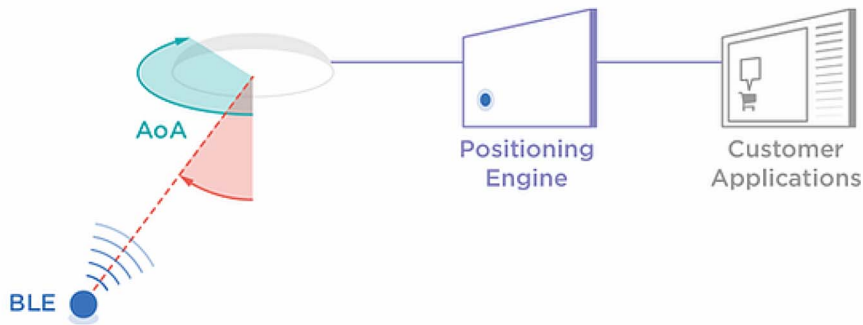 AoA
BLE
Positioning
Engine
Customer
Applications